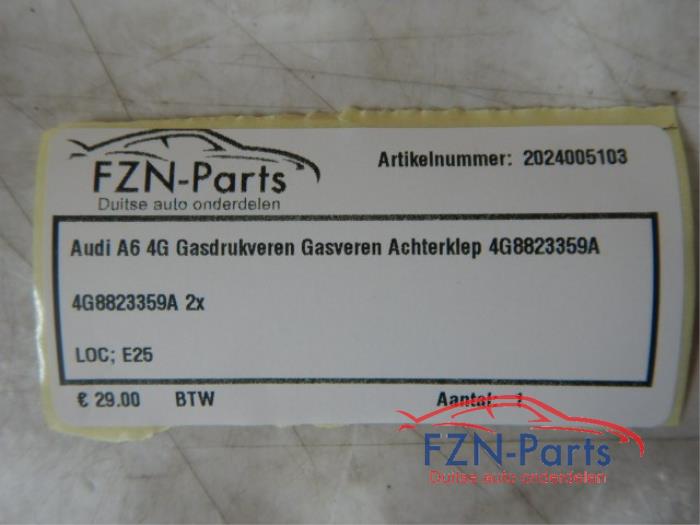 FZN-Parts
Duitse auto onderdelen
Artikelnummer: 2024005103
Audi A6 4G Gasdrukveren Gasveren Achterklep 4G8823359A
4G8823359A 2x
LOC; E25
€ 29.00 BTW Aantal: 1
FZN-Parts
Duitse auto onderdelen